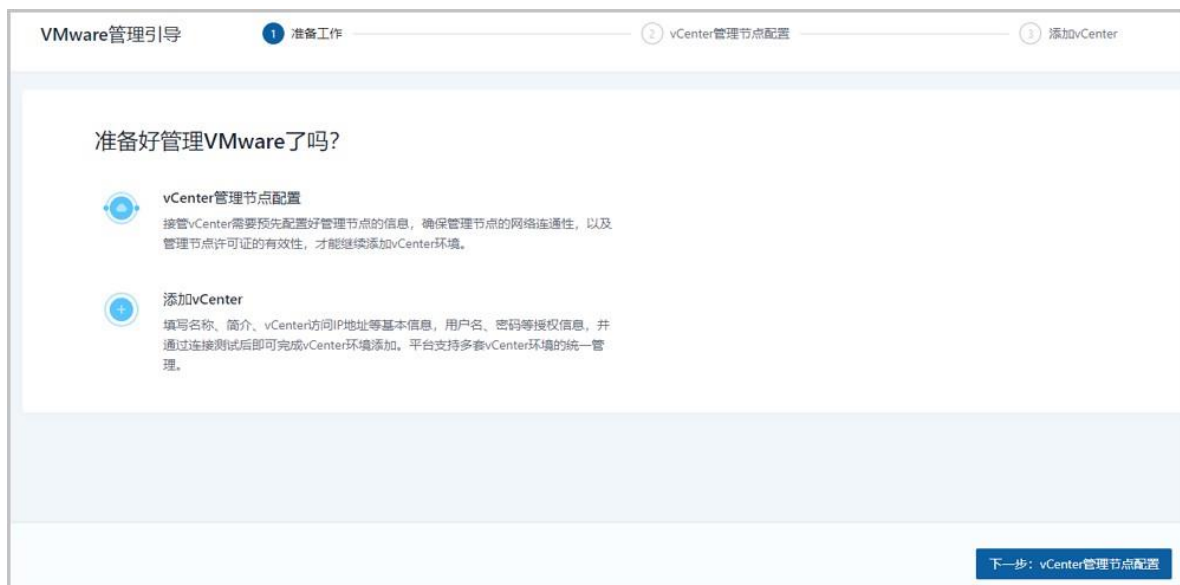 VMware管理引导
1 准备工作
2 vCenter管理节点配置
3 添加vCenter
准备好管理VMware了吗?
vCenter管理节点配置
接管vCenter需要预先配置好管理节点的信息，确保管理节点的网络连通性，以及
管理节点许可证的有效性，才能继续添加vCenter环境。
添加vCenter
填写名称、简介、vCenter访问IP地址等基本信息，用户名、密码等授权信息，并
通过连接测试后即可完成vCenter环境添加。平台支持多套vCenter环境的统一管
理。
下一步：vCenter管理节点配置